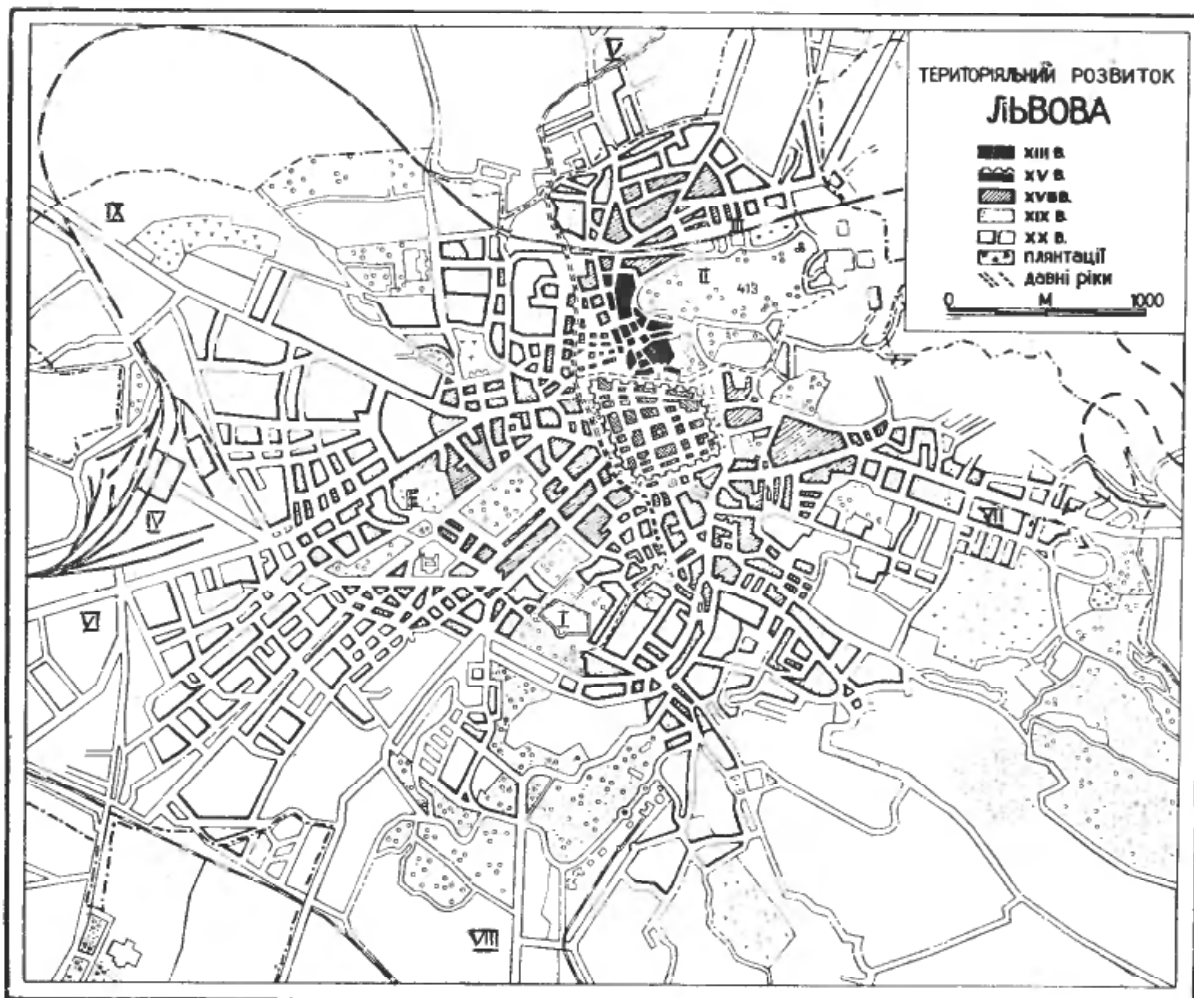 ТЕРИТОРІЯЛЬНИЙ РОЗВИТОК
ЛЬВОВА
XIII В.
XV В.
XIX В.
XX В.
ПЛЯНТАЦІЇ
давні ріки
0 М 1000
V
IX
II
413
III
IV
VII
VI
I
VIII